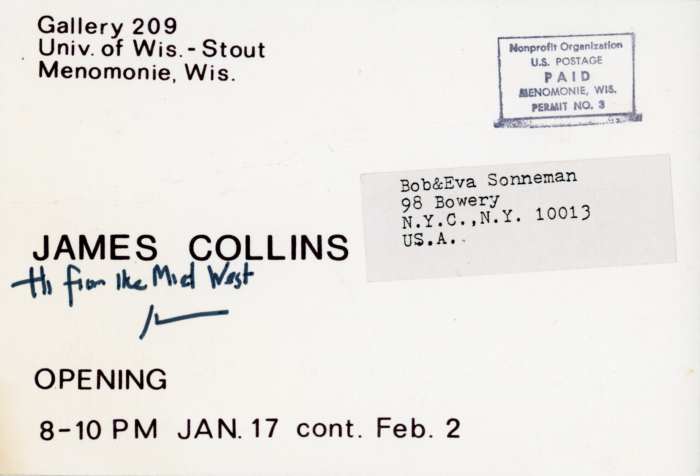 Gallery 209
Univ. of Wis. - Stout
Menomonie, Wis.
Nonprofit Organization
U.S. POSTAGE
PAID
MENOMONIE, WIS.
PERMIT NO. 3
Bob&Eva Sonneman
98 Bowery
N.Y.C.,N.Y. 10013
US.A.
JAMES COLLINS
Hi from the Mid West
OPENING
8-10 PM JAN. 17 cont. Feb. 2